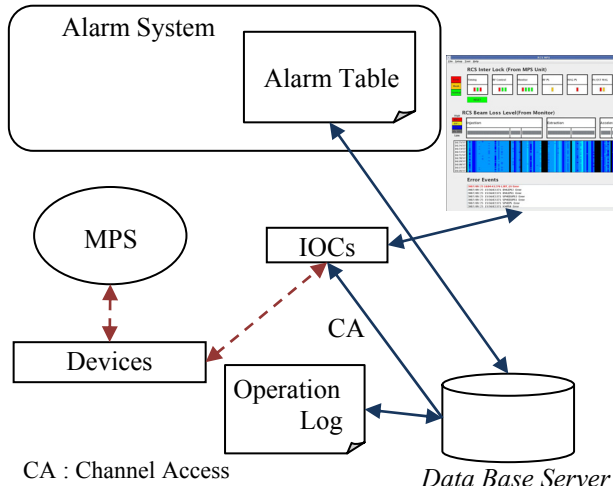 Alarm System
Alarm Table
RCS Inter Lock (From MPS Unit)
RCS Beam Loss Level(From Monitor)
Error Events
MPS
IOCs
CA
Devices
Operation
Log
CA : Channel Access
Data Base Server